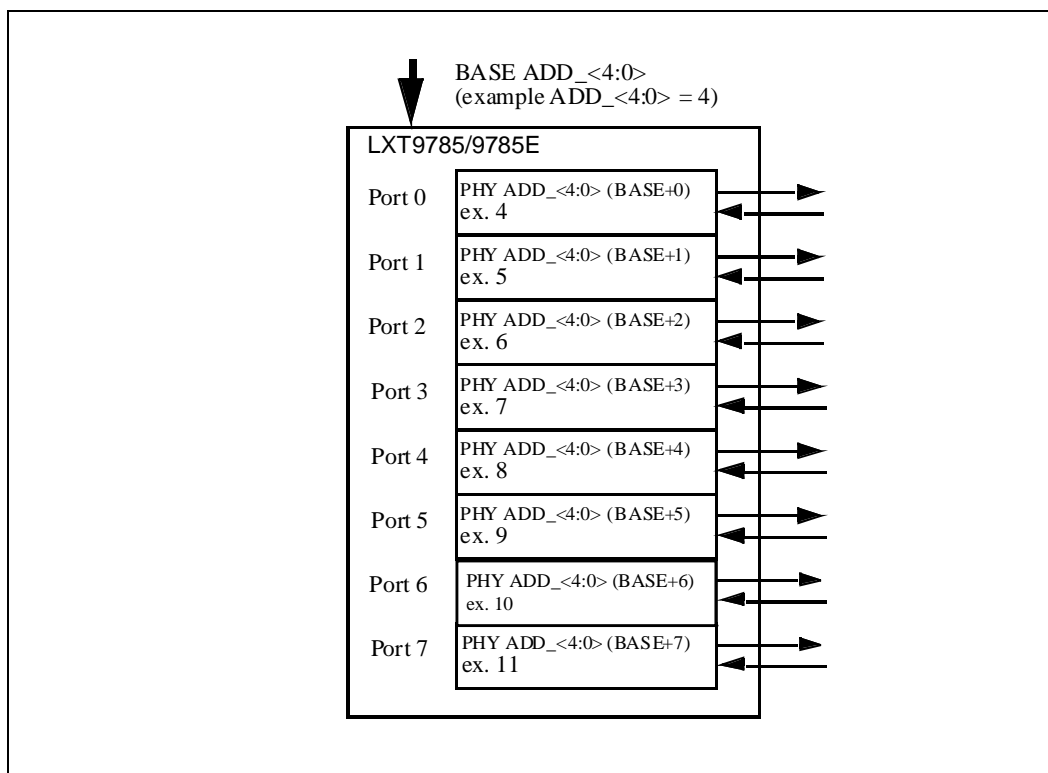 BASE ADD_<4:0>
(example ADD_<4:0> = 4)
LXT9785/9785E
Port 0
PHY ADD_<4:0> (BASE+0)
ex. 4
Port 1
PHY ADD_<4:0> (BASE+1)
ex. 5
Port 2
PHY ADD_<4:0> (BASE+2)
ex. 6
Port 3
PHY ADD_<4:0> (BASE+3)
ex. 7
Port 4
PHY ADD_<4:0> (BASE+4)
ex. 8
Port 5
PHY ADD_<4:0> (BASE+5)
ex. 9
Port 6
PHY ADD_<4:0> (BASE+6)
ex. 10
Port 7
PHY ADD_<4:0> (BASE+7)
ex. 11